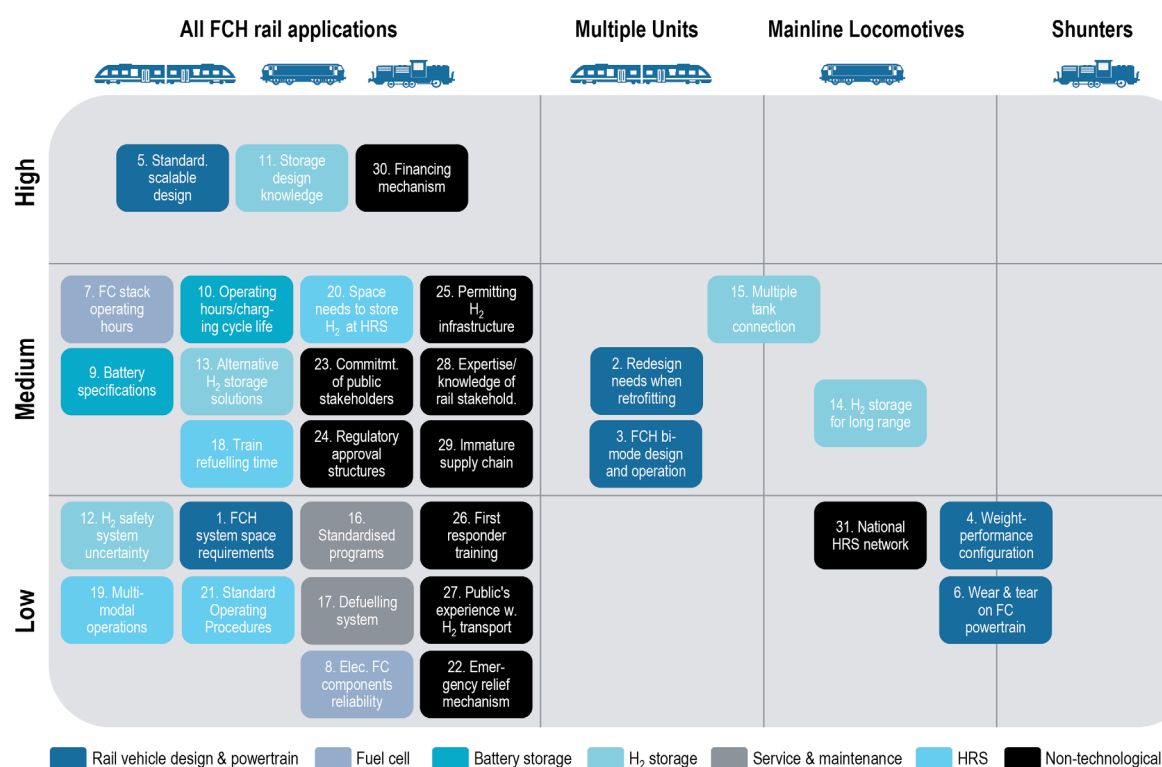 All FCH rail applications
Multiple Units
Mainline Locomotives
Shunters
High
5. Standard.
scalable
design
11. Storage
design
knowledge
30. Financing
mechanism
Medium
7. FC stack
operating
hours
10. Operating
hours/charg-
ing cycle life
20. Space
needs to store
H₂ at HRS
25. Permitting
H₂
infrastructure
15. Multiple
tank
connection
9. Battery
specifications
13. Alternative
H₂ storage
solutions
23. Commitmt.
of public
stakeholders
28. Expertise/
knowledge of
rail stakehold.
2. Redesign
needs when
retrofitting
14. H₂ storage
for long range
18. Train
refuelling time
24. Regulatory
approval
structures
29. Immature
supply chain
3. FCH bi-
mode design
and operation
Low
12. H₂ safety
system
uncertainty
1. FCH
system space
requirements
16.
Standardised
programs
26. First
responder
training
31. National
HRS network
4. Weight-
performance
configuration
19. Multi-
modal
operations
21. Standard
Operating
Procedures
17. Defuelling
system
27. Public's
experience w.
H₂ transport
6. Wear & tear
on FC
powertrain
8. Elec. FC
components
reliability
22. Emer-
gency relief
mechanism
Rail vehicle design & powertrain
Fuel cell
Battery storage
H₂ storage
Service & maintenance
HRS
Non-technological